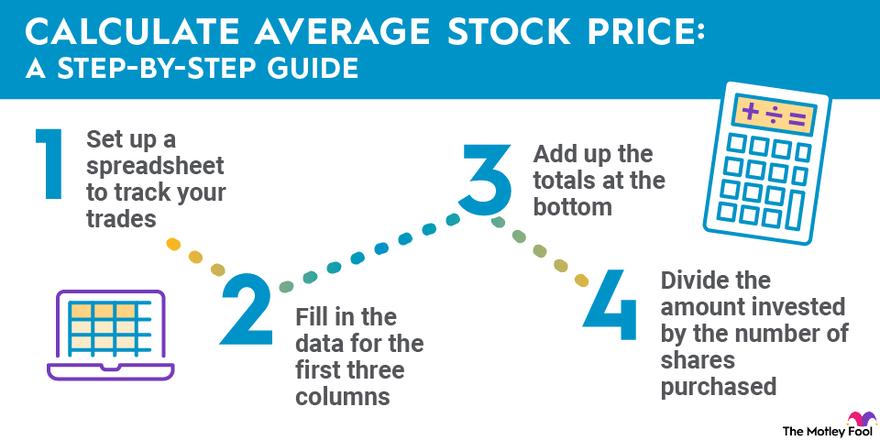 CALCULATE AVERAGE STOCK PRICE:
A STEP-BY-STEP GUIDE
1
Set up a
spreadsheet
to track your
trades
2
Fill in the
data for the
first three
columns
3
Add up the
totals at the
bottom
+ ÷ =
4
Divide the
amount invested
by the number of
shares
purchased
The Motley Fool